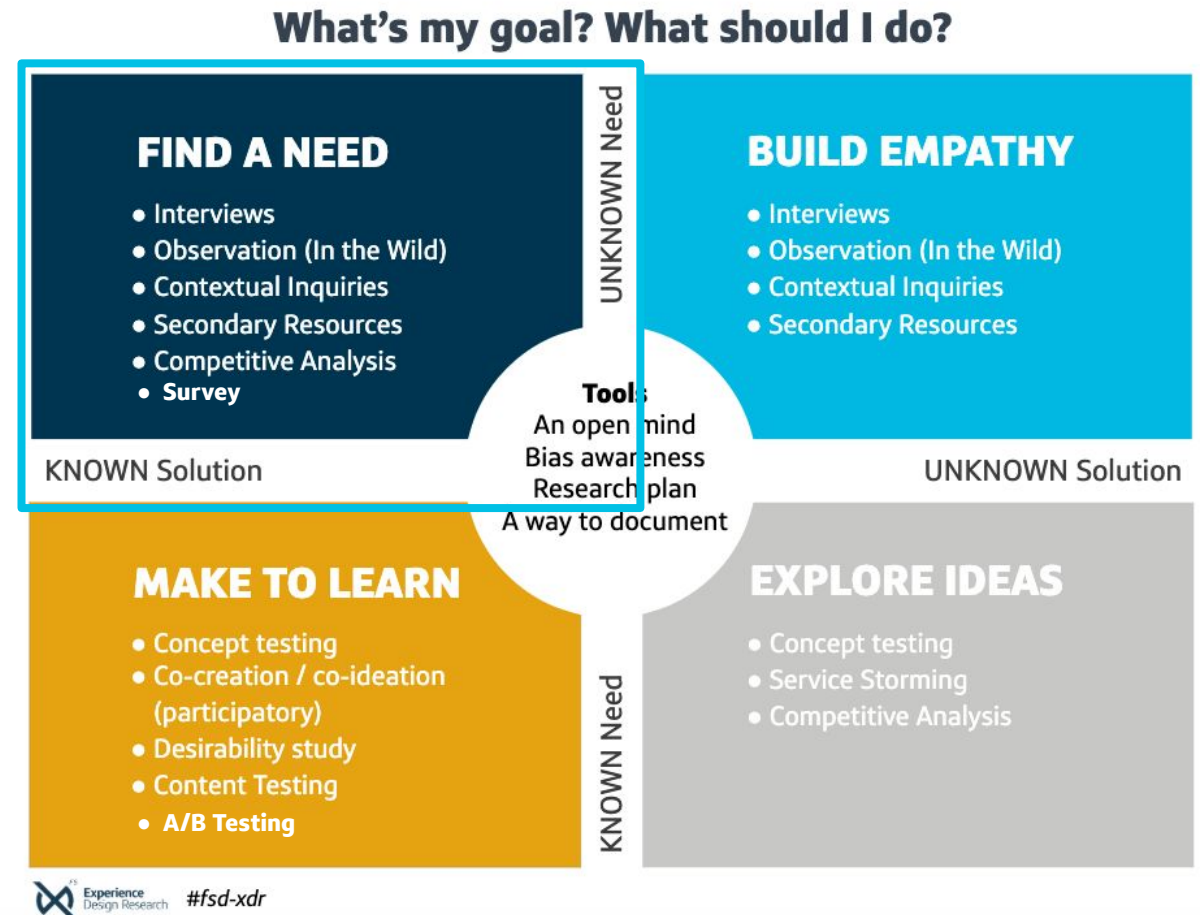 What's my goal? What should I do?
FIND A NEED
• Interviews
• Observation (In the Wild)
• Contextual Inquiries
• Secondary Resources
• Competitive Analysis
• Survey
UNKNOWN Need
BUILD EMPATHY
• Interviews
• Observation (In the Wild)
• Contextual Inquiries
• Secondary Resources
KNOWN Solution
Tools
An open mind
Bias awareness
Research plan
A way to document
UNKNOWN Solution
MAKE TO LEARN
• Concept testing
• Co-creation / co-ideation
(participatory)
• Desirability study
• Content Testing
• A/B Testing
KNOWN Need
EXPLORE IDEAS
• Concept testing
• Service Storming
• Competitive Analysis
FS
Experience
Design Research
#fsd-xdr